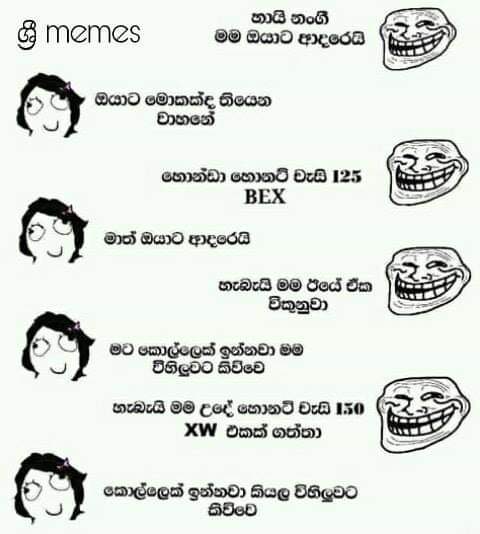 ශ්‍රී memes
හායි නංගී
මම ඔයාට ආදරෙයි
ඔයාට මොකක්ද තියෙන
වාහනේ
හොන්ඩා හොනට් චැසි 125
BEX
මාත් ඔයාට ආදරෙයි
හැබැයි මම ඊයේ ඒක
විකුනුවා
මට කොල්ලෙක් ඉන්නවා මම
විහිලුවට කිව්වෙ
හැබැයි මම උදේ හොනට් චැසි 150
XW එකක් ගත්තා
කොල්ලෙක් ඉන්නවා කියල විහිලුවට
කිව්වෙ